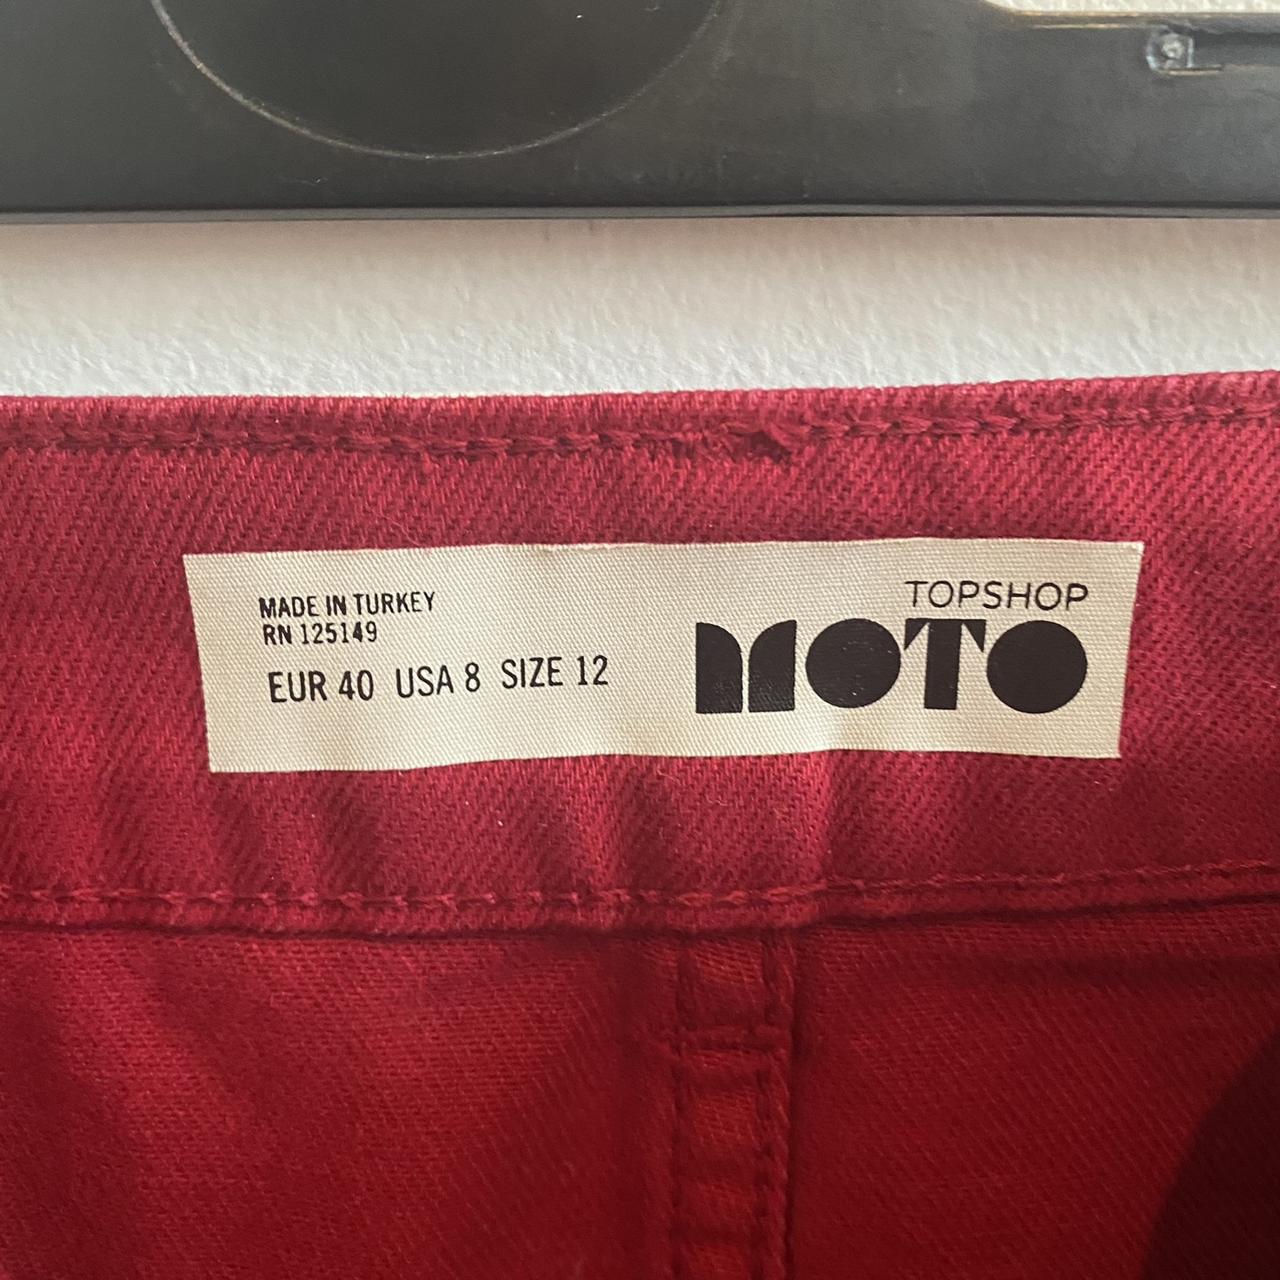 MADE IN TURKEY
RN 125149
EUR 40 USA 8 SIZE 12
TOPSHOP
MOTO